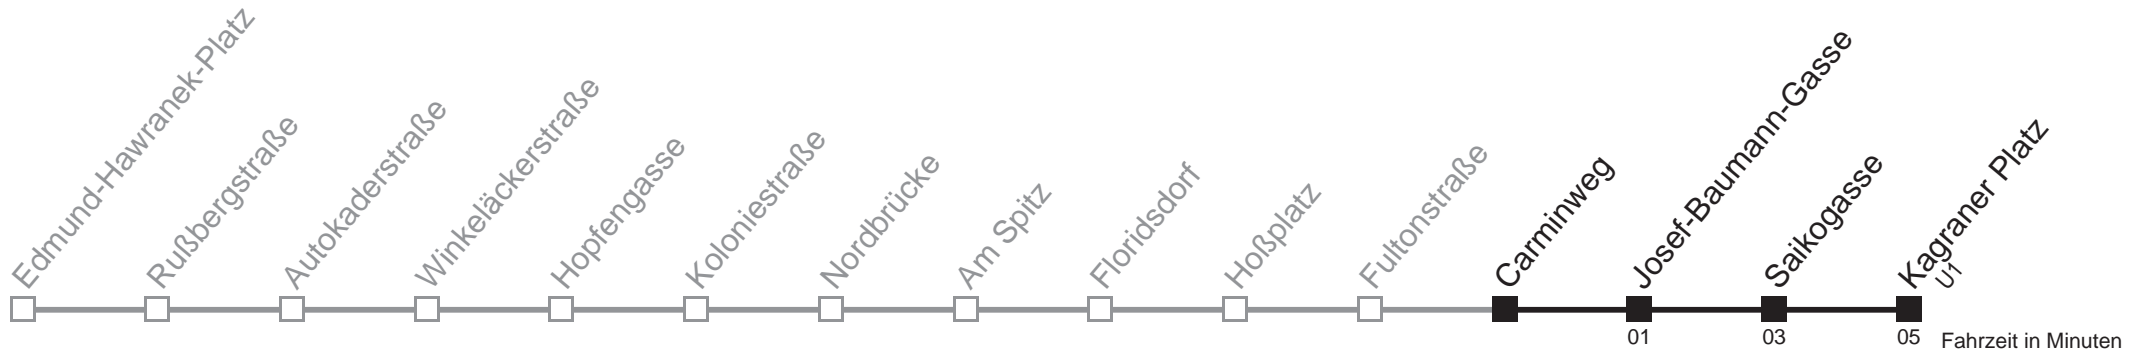 Edmund-Hawranek-Platz
Rußbergstraße
Autokaderstraße
Winkeläckerstraße
Hopfengasse
Koloniestraße
Nordbrücke
Am Spitz
Floridsdorf
Hoßplatz
Fultonstraße
Carminweg
Josef-Baumann-Gasse
Saikogasse
Kagraner Platz
U1
01
03
05
Fahrzeit in Minuten